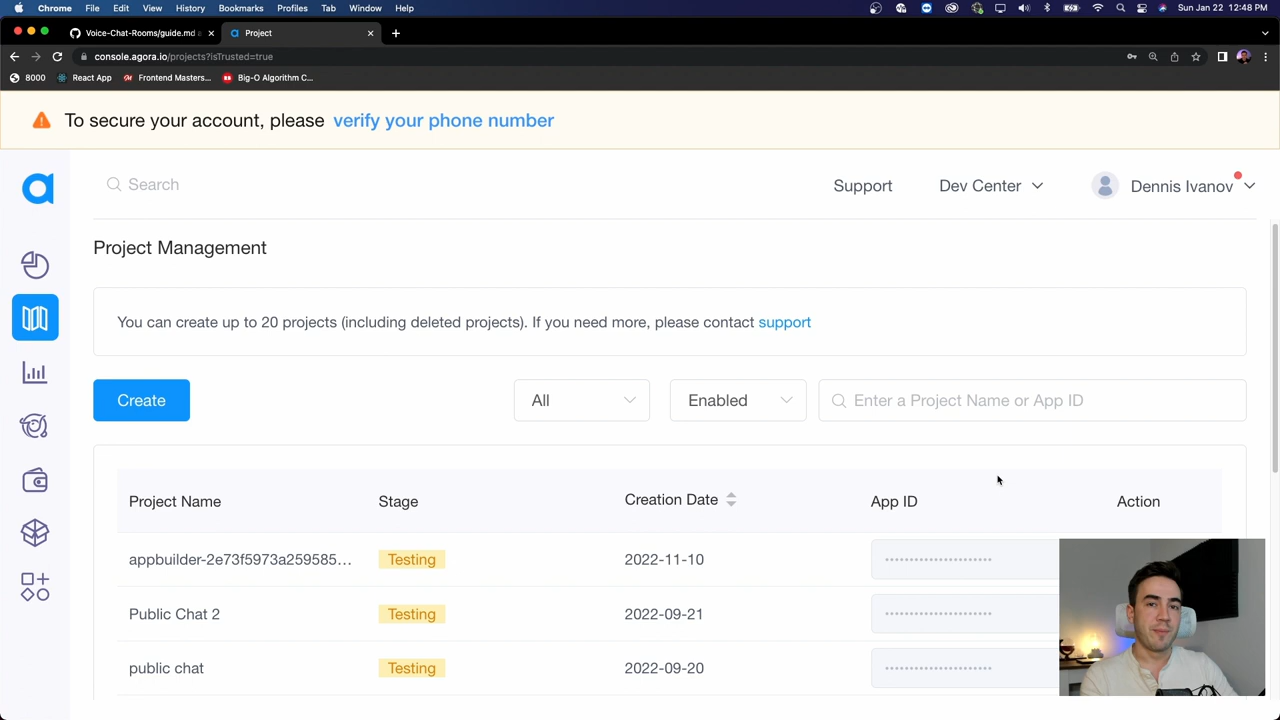 Chrome File Edit View History Bookmarks Profiles Tab Window Help Sun Jan 22 12:48 PM
Voice-Chat-Rooms/guide.md Project
console.agora.io/projects?isTrusted=true
8000 React App Frontend Masters... Big-O Algorithm C...
To secure your account, please verify your phone number
Search Support Dev Center Dennis Ivanov
Project Management
You can create up to 20 projects (including deleted projects). If you need more, please contact support
Create All Enabled Enter a Project Name or App ID
Project Name Stage Creation Date App ID Action
appbuilder-2e73f5973a259585... Testing 2022-11-10
Public Chat 2 Testing 2022-09-21
public chat Testing 2022-09-20